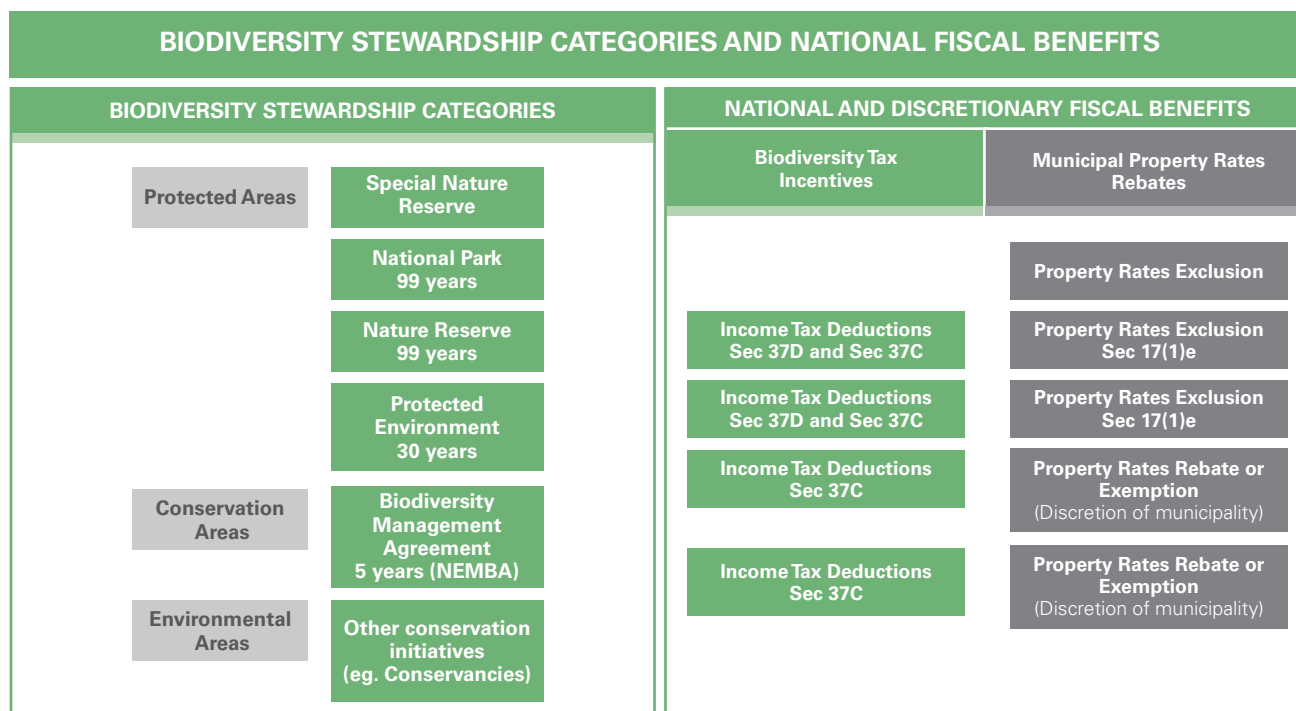 BIODIVERSITY STEWARDSHIP CATEGORIES AND NATIONAL FISCAL BENEFITS
BIODIVERSITY STEWARDSHIP CATEGORIES
Protected Areas
Special Nature
Reserve
National Park
99 years
Nature Reserve
99 years
Protected
Environment
30 years
Conservation
Areas
Biodiversity
Management
Agreement
5 years (NEMBA)
Environmental
Areas
Other conservation
initiatives
(eg. Conservancies)
NATIONAL AND DISCRETIONARY FISCAL BENEFITS
Biodiversity Tax
Incentives
Municipal Property Rates
Rebates
Property Rates Exclusion
Income Tax Deductions
Sec 37D and Sec 37C
Property Rates Exclusion
Sec 17(1)e
Income Tax Deductions
Sec 37D and Sec 37C
Property Rates Exclusion
Sec 17(1)e
Income Tax Deductions
Sec 37C
Property Rates Rebate or
Exemption
(Discretion of municipality)
Income Tax Deductions
Sec 37C
Property Rates Rebate or
Exemption
(Discretion of municipality)